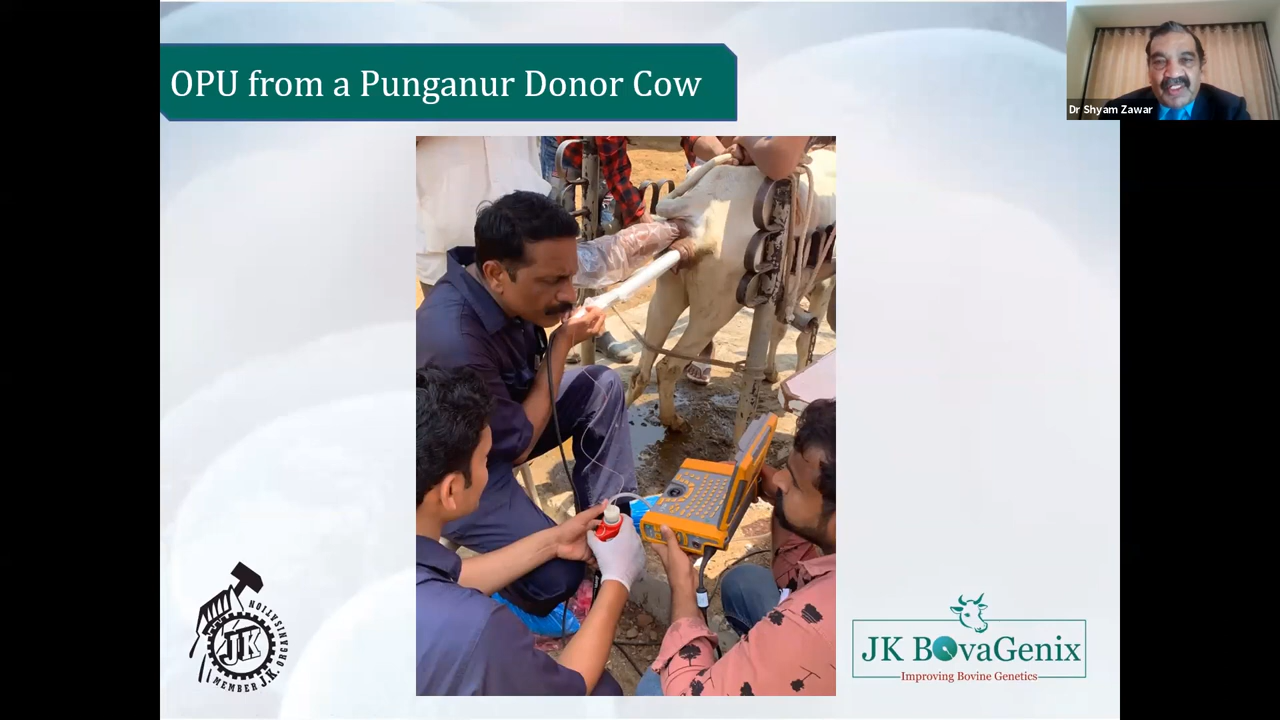 OPU from a Punganur Donor Cow
Dr Shyam Zawar
JK
MEMBER J.K. ORGANISATION
JK BovaGenix
Improving Bovine Genetics